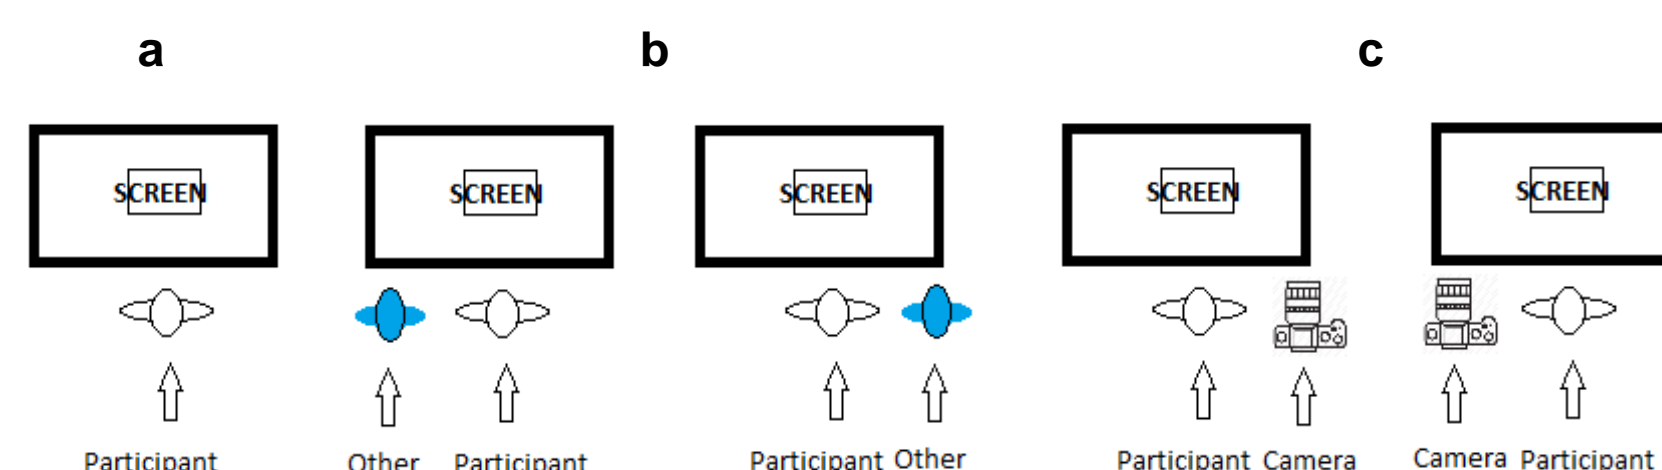 a b c
SCREEN SCREEN SCREEN SCREEN SCREEN
Participant Other Participant Participant Other Participant Camera Camera Participant